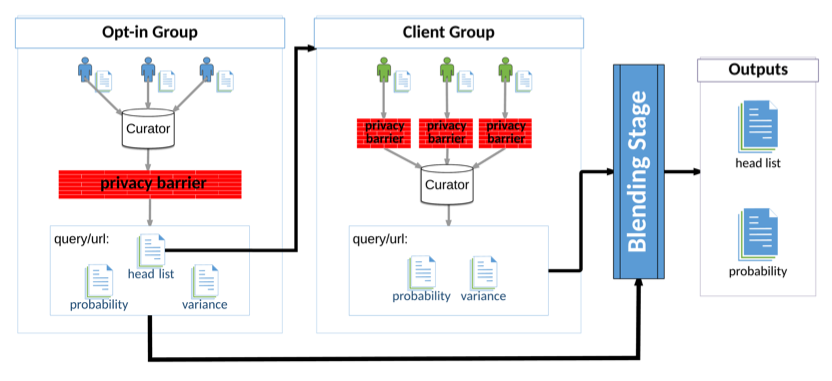 Opt-in Group
Curator
privacy barrier
query/url:
head list
probability
variance
Client Group
privacy
barrier
privacy
barrier
privacy
barrier
Curator
query/url:
probability
variance
Blending Stage
Outputs
head list
probability